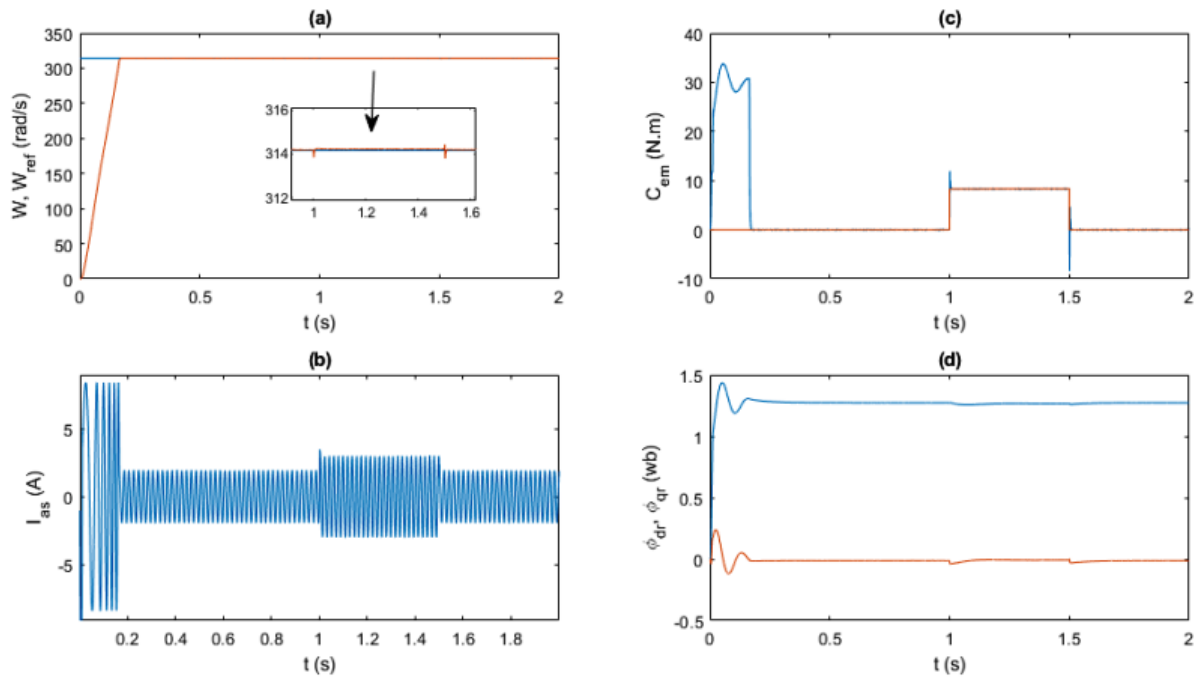 (a)
350
300
250
200
150
100
50
0
W, W_ref (rad/s)
316
314
312
1 1.2 1.4 1.6
0 0.5 1 1.5 2
t (s)
(c)
40
30
20
10
0
-10
C_em (N.m)
0 0.5 1 1.5 2
t (s)
(b)
5
0
-5
I_as (A)
0.2 0.4 0.6 0.8 1 1.2 1.4 1.6 1.8
t (s)
(d)
1.5
1
0.5
0
-0.5
ϕ_dr, ϕ_qr (wb)
0 0.5 1 1.5 2
t (s)